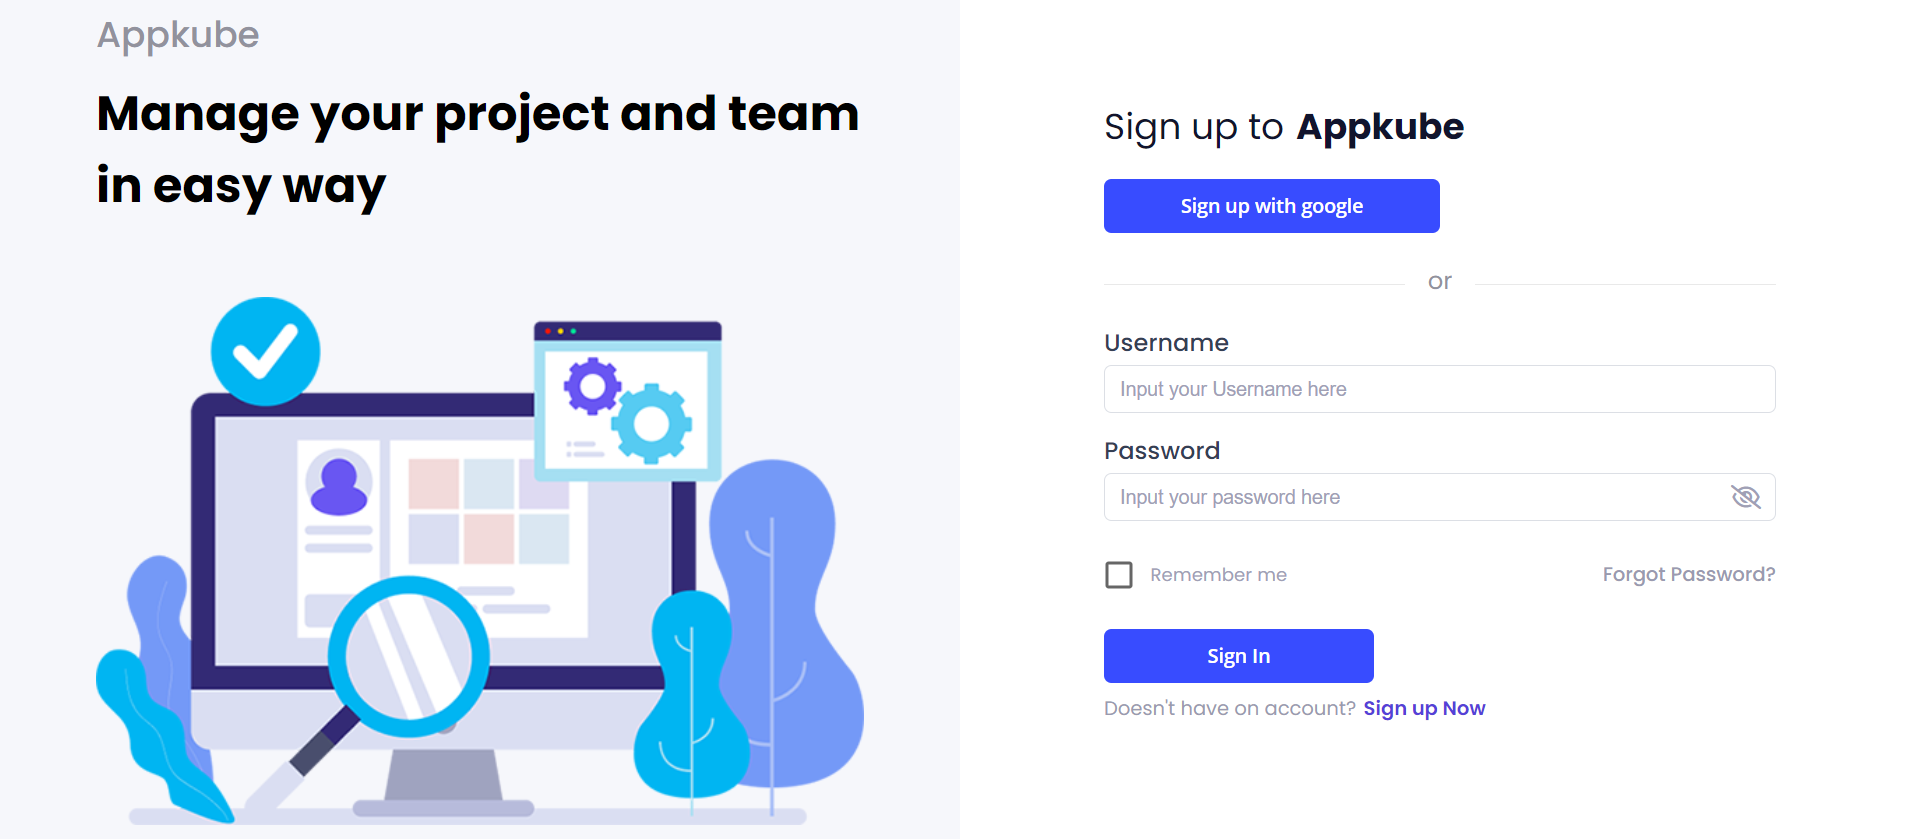 Appkube
Manage your project and team
in easy way
Sign up to Appkube
Sign up with google
or
Username
Input your Username here
Password
Input your password here
Remember me
Forgot Password?
Sign In
Doesn't have on account? Sign up Now